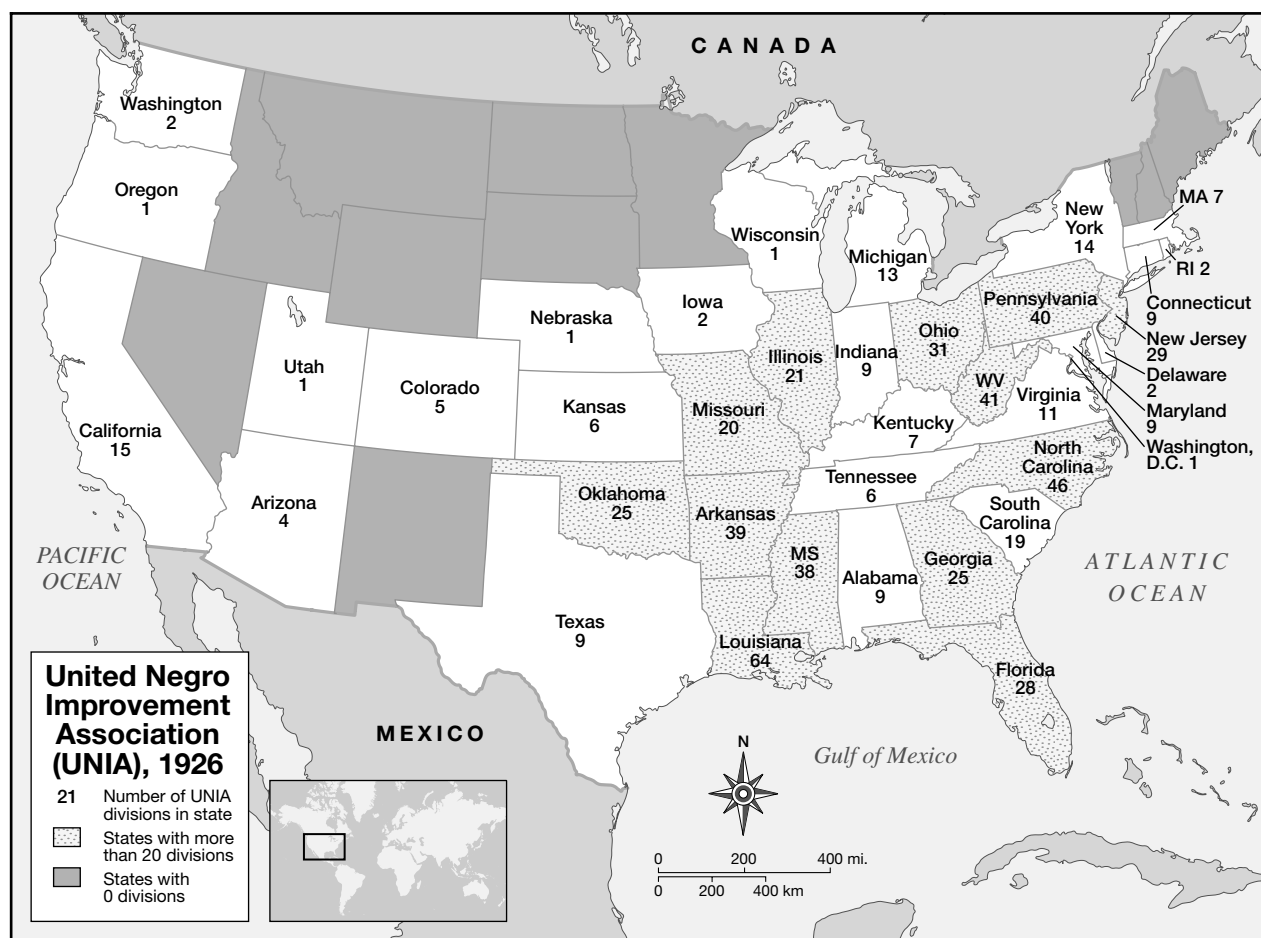 CANADA
Washington
2
Oregon
1
California
15
Utah
1
Arizona
4
Colorado
5
Nebraska
1
Kansas
6
Oklahoma
25
Texas
9
Iowa
2
Missouri
20
Arkansas
39
Louisiana
64
Wisconsin
1
Illinois
21
Michigan
13
Indiana
9
Ohio
31
Kentucky
7
Tennessee
6
MS
38
Alabama
9
Georgia
25
Florida
28
South
Carolina
19
North
Carolina
46
Virginia
11
WV
41
Pennsylvania
40
New
York
14
MA 7
RI 2
Connecticut
9
New Jersey
29
Delaware
2
Maryland
9
Washington,
D.C. 1
PACIFIC
OCEAN
ATLANTIC
OCEAN
MEXICO
Gulf of Mexico
United Negro
Improvement
Association
(UNIA), 1926
21 Number of UNIA
divisions in state
States with more
than 20 divisions
States with
0 divisions
N
0 200 400 mi.
0 200 400 km